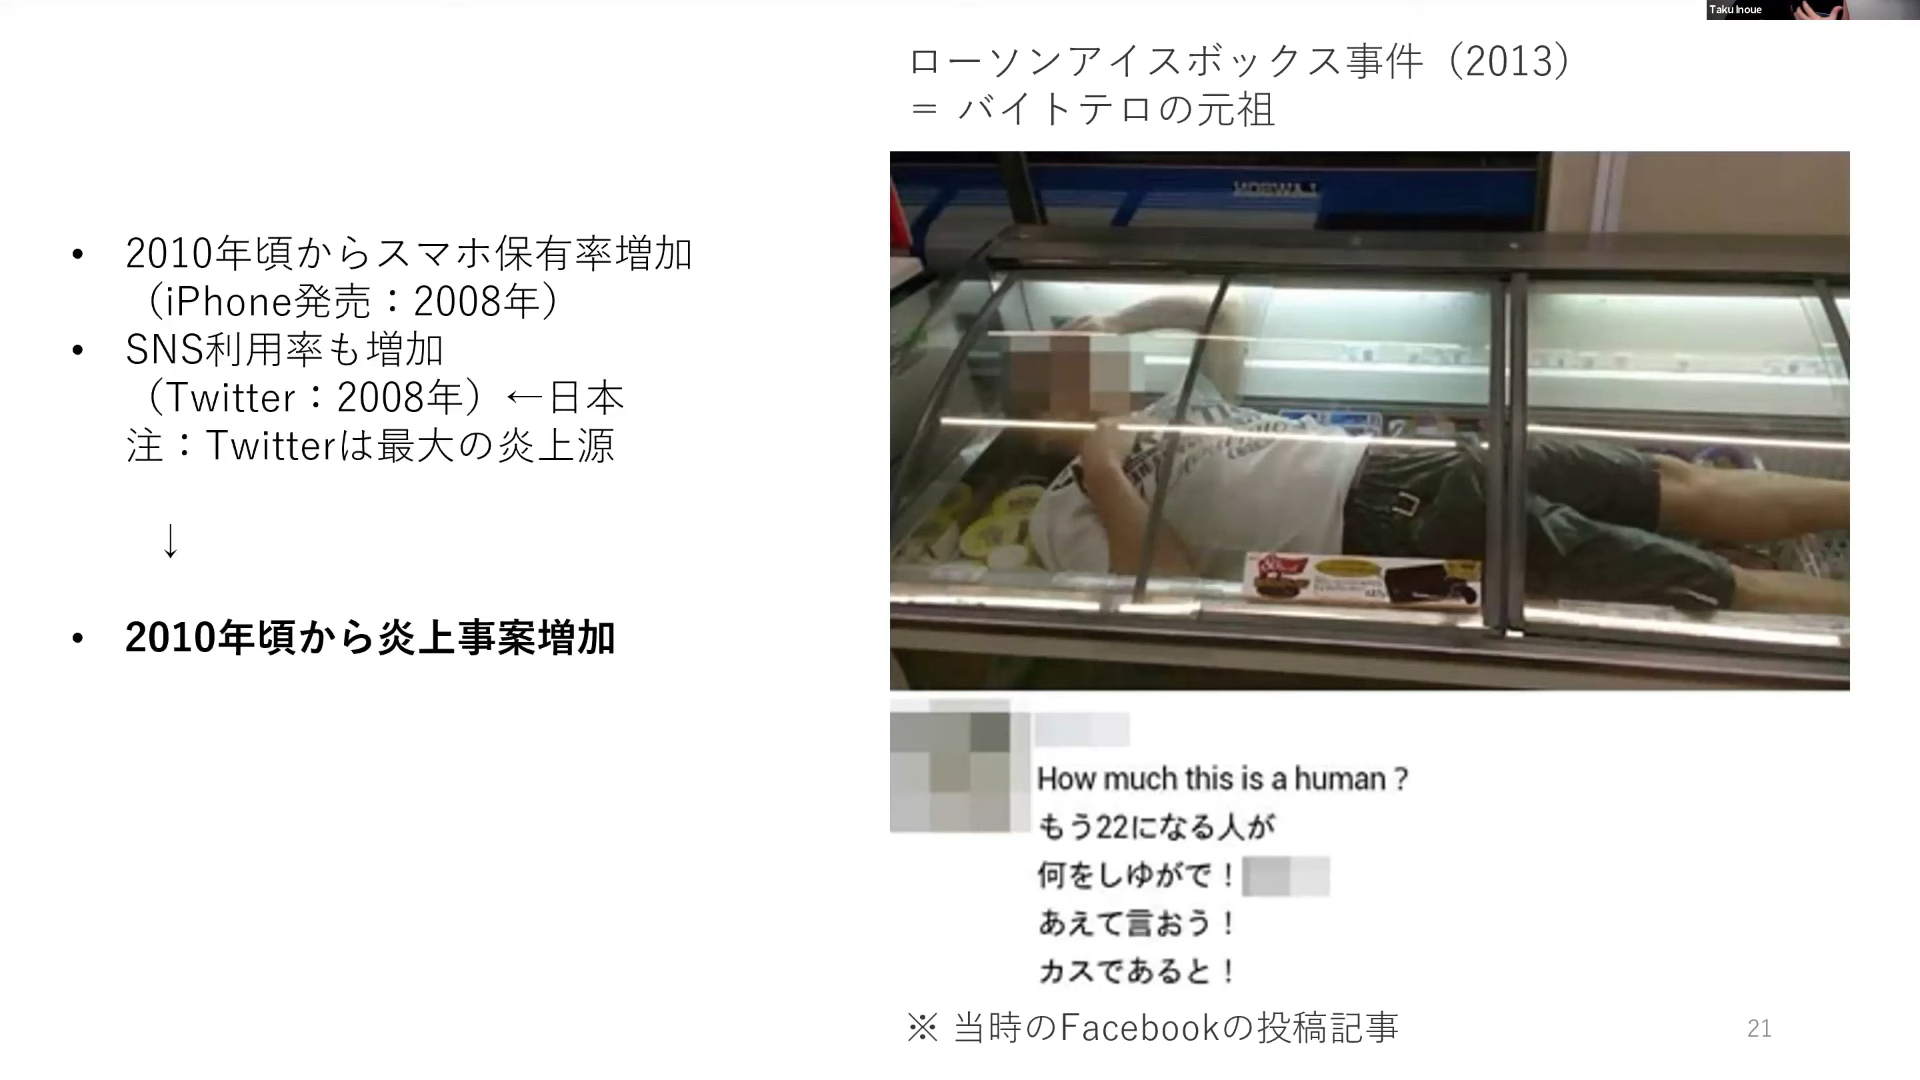 Taku Inoue
ローソンアイスボックス事件（2013）
＝ バイトテロの元祖
• 2010年頃からスマホ保有率増加
（iPhone発売：2008年）
• SNS利用率も増加
（Twitter：2008年）←日本
注：Twitterは最大の炎上源
↓
• 2010年頃から炎上事案増加
How much this is a human ?
もう22になる人が
何をしゆがで！
あえて言おう！
カスであると！
※ 当時のFacebookの投稿記事
21